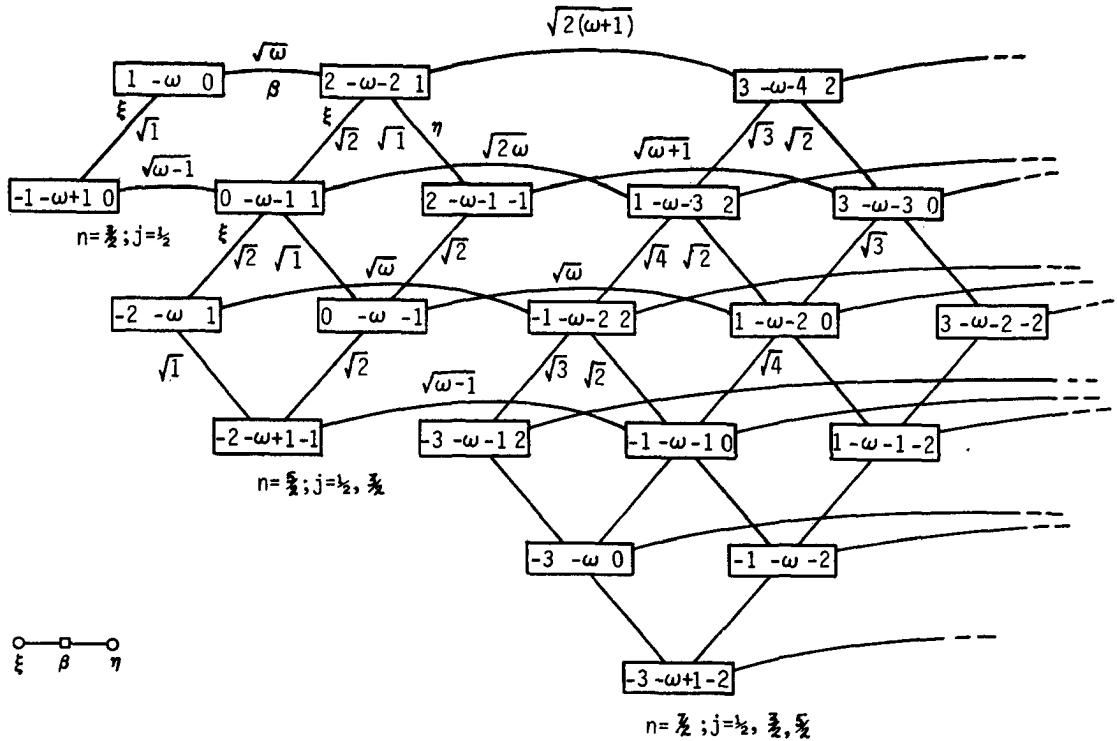 √2(ω+1)
√ω
1 -ω 0
β
2 -ω-2 1
3 -ω-4 2
ξ √1
ξ √2 √1 η
√3 √2
√ω-1
√2ω
√ω+1
-1 -ω+1 0
0 -ω-1 1
2 -ω-1 -1
1 -ω-3 2
3 -ω-3 0
n=3/2; j=1/2
ξ √2 √1
√2
√4 √2
√3
√ω
√ω
-2 -ω 1
0 -ω -1
-1 -ω-2 2
1 -ω-2 0
3 -ω-2 -2
√1
√2
√3 √2
√4
√ω-1
-2 -ω+1 -1
-3 -ω-1 2
-1 -ω-1 0
1 -ω-1 -2
n=5/2; j=1/2, 3/2
-3 -ω 0
-1 -ω -2
ξ β η
-3 -ω+1 -2
n=7/2; j=1/2, 3/2, 5/2